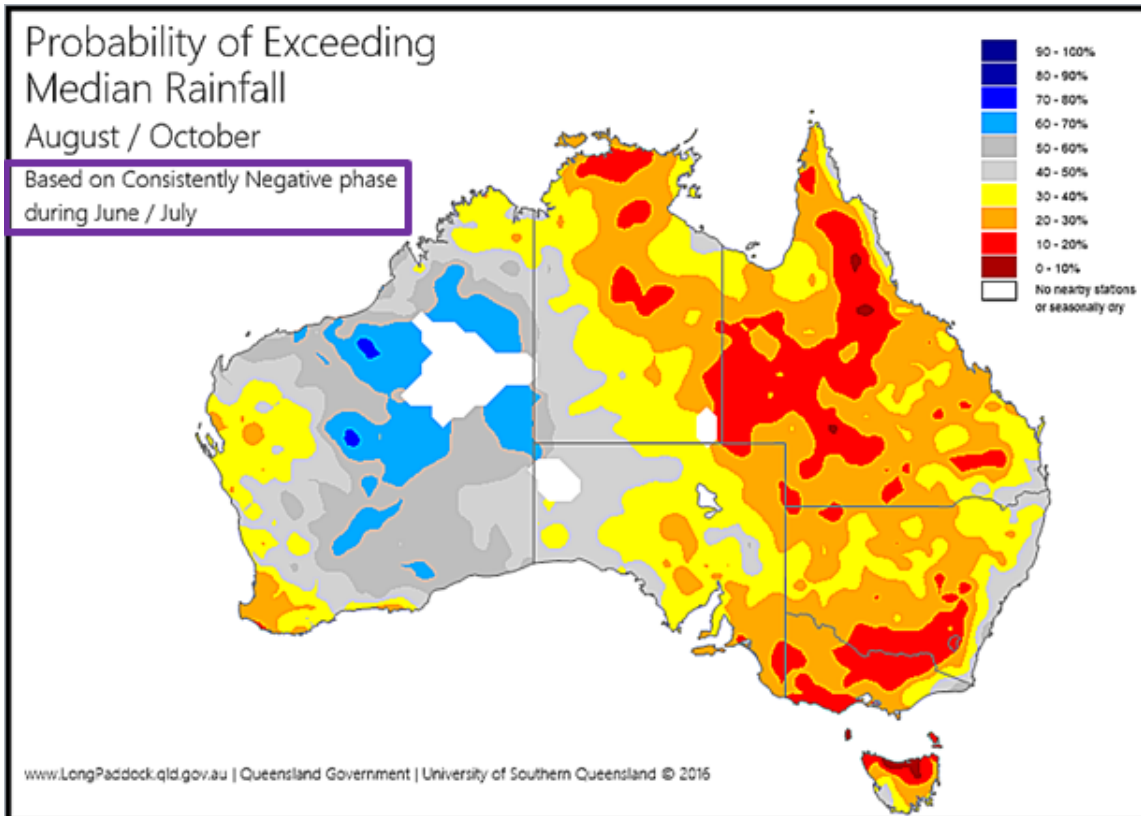 Probability of Exceeding
Median Rainfall
August / October
Based on Consistently Negative phase
during June / July
90 - 100%
80 - 90%
70 - 80%
60 - 70%
50 - 60%
40 - 50%
30 - 40%
20 - 30%
10 - 20%
0 - 10%
No nearby stations
or seasonally dry
www.LongPaddock.qld.gov.au | Queensland Government | University of Southern Queensland © 2016